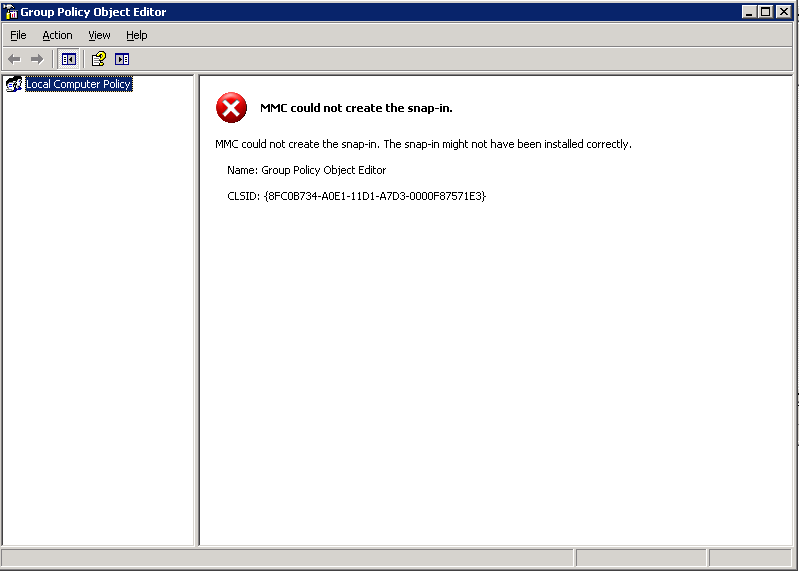 Group Policy Object Editor
File Action View Help
Local Computer Policy
MMC could not create the snap-in.
MMC could not create the snap-in. The snap-in might not have been installed correctly.
Name: Group Policy Object Editor
CLSID: {8FC0B734-A0E1-11D1-A7D3-0000F87571E3}